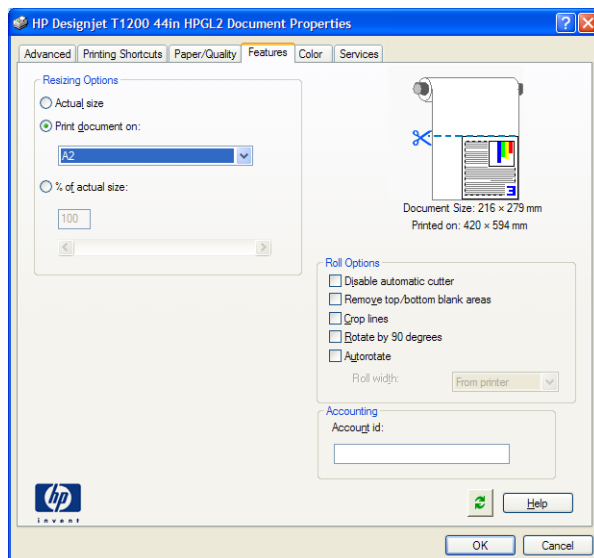 HP Designjet T1200 44in HPGL2 Document Properties
Advanced Printing Shortcuts Paper/Quality Features Color Services
Resizing Options
Actual size
Print document on:
A2
% of actual size:
100
Document Size: 216 × 279 mm
Printed on: 420 × 594 mm
Roll Options
Disable automatic cutter
Remove top/bottom blank areas
Crop lines
Rotate by 90 degrees
Autorotate
Roll width: From printer
Accounting
Account id:
hp
invent
Help
OK Cancel